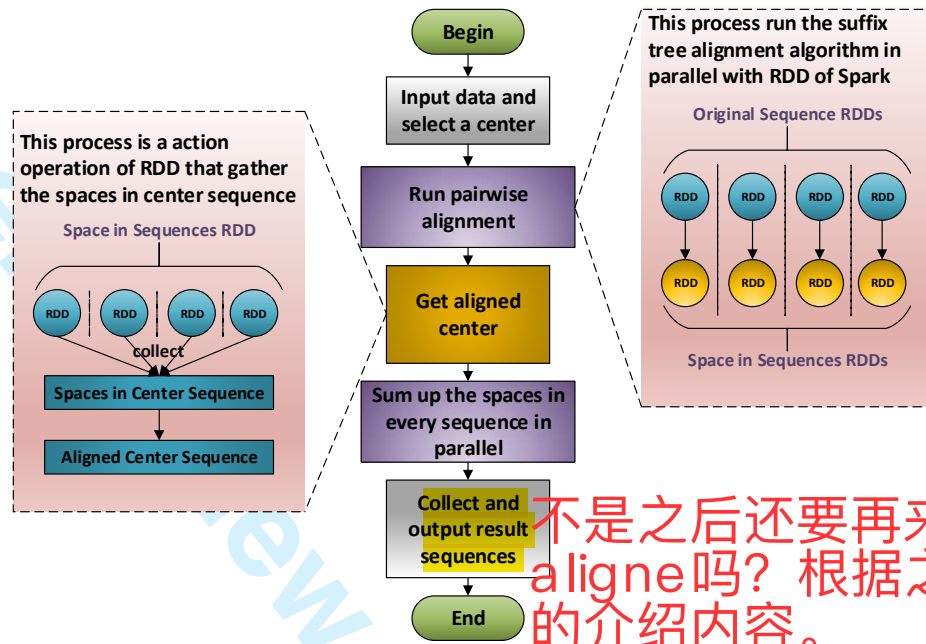 Begin
Input data and
select a center
Run pairwise
alignment
Get aligned
center
Sum up the spaces in
every sequence in
parallel
Collect and
output result
sequences
End
This process is a action
operation of RDD that gather
the spaces in center sequence
Space in Sequences RDD
RDD
RDD
RDD
RDD
collect
Spaces in Center Sequence
Aligned Center Sequence
This process run the suffix
tree alignment algorithm in
parallel with RDD of Spark
Original Sequence RDDs
RDD
RDD
RDD
RDD
RDD
RDD
RDD
RDD
Space in Sequences RDDs
不是之后还要再来
aligne吗？根据之
的介绍内容。